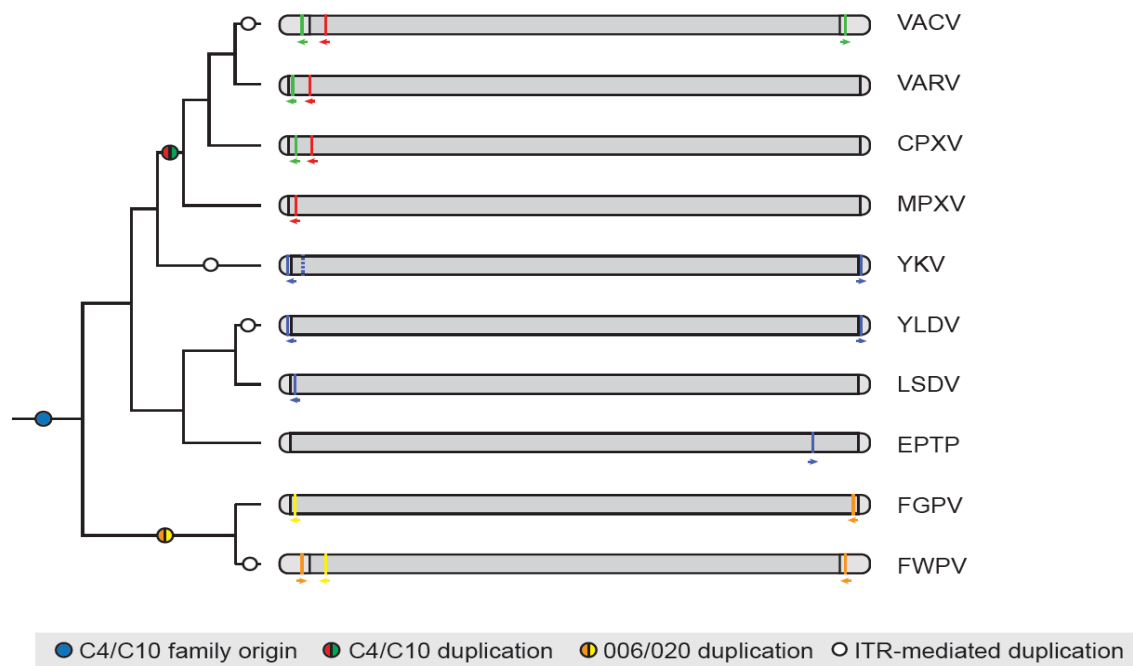 VACV
VARV
CPXV
MPXV
YKV
YLDV
LSDV
EPTP
FGPV
FWPV
C4/C10 family origin C4/C10 duplication 006/020 duplication ITR-mediated duplication